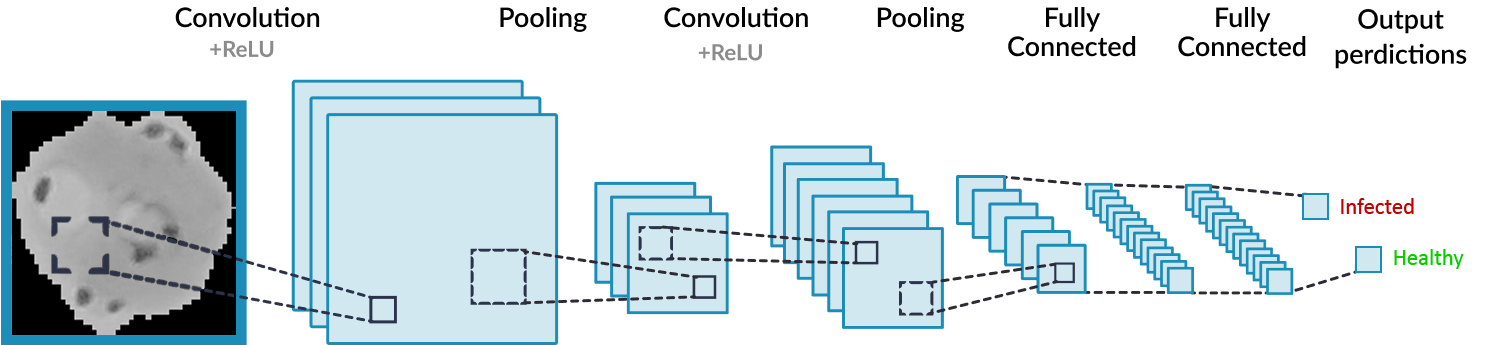 Convolution
+ReLU
Pooling
Convolution
+ReLU
Pooling
Fully
Connected
Fully
Connected
Output
perdictions
Infected
Healthy